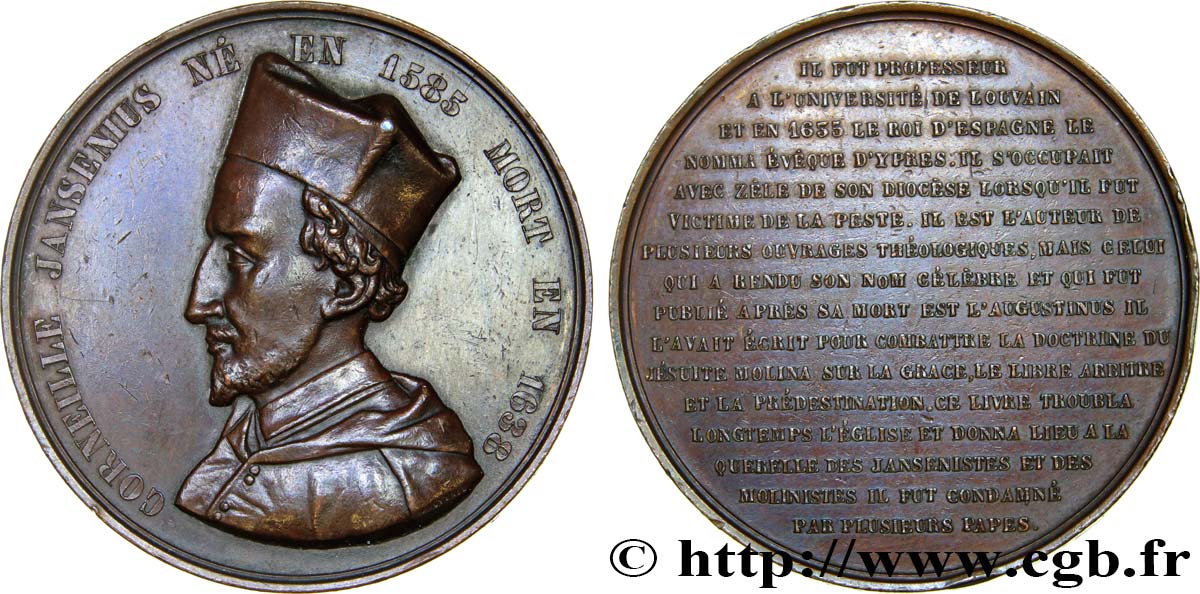 CORNEILLE JANSENIUS NÉ EN 1585 MORT EN 1638
IL FUT PROFESSEUR
A L'UNIVERSITÉ DE LOUVAIN
ET EN 1635 LE ROI D'ESPAGNE LE
NOMMA ÉVÊQUE D'YPRES. IL S'OCCUPAIT
AVEC ZÈLE DE SON DIOCÈSE LORSQU'IL FUT
VICTIME DE LA PESTE. IL EST L'AUTEUR DE
PLUSIEURS OUVRAGES THÉOLOGIQUES, MAIS CELUI
QUI A RENDU SON NOM CÉLÈBRE ET QUI FUT
PUBLIÉ APRÈS SA MORT EST L'AUGUSTINUS IL
L'AVAIT ÉCRIT POUR COMBATTRE LA DOCTRINE DU
JÉSUITE MOLINA SUR LA GRACE, LE LIBRE ARBITRE
ET LA PRÉDESTINATION. CE LIVRE TROUBLA
LONGTEMPS L'ÉGLISE ET DONNA LIEU A LA
QUERELLE DES JANSENISTES ET DES
MOLINISTES IL FUT CONDAMNÉ
PAR PLUSIEURS PAPES.
© http://www.cgb.fr